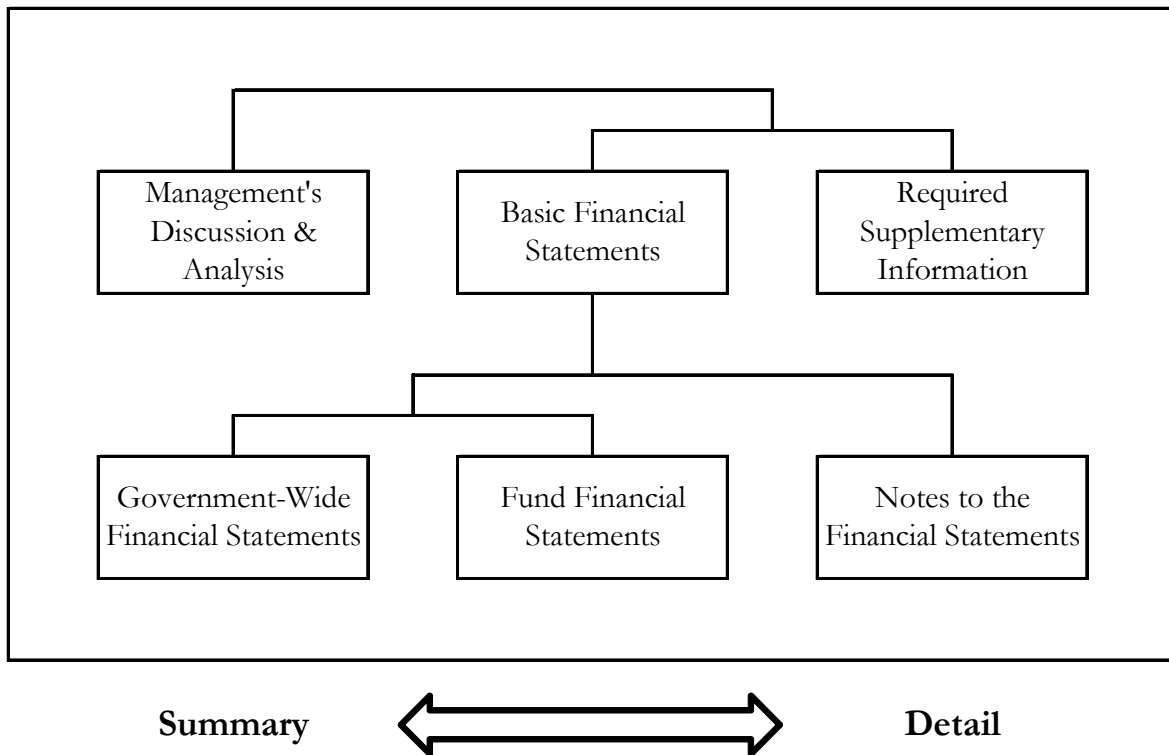 Management's
Discussion &
Analysis
Basic Financial
Statements
Required
Supplementary
Information
Government-Wide
Financial Statements
Fund Financial
Statements
Notes to the
Financial Statements
Summary
Detail